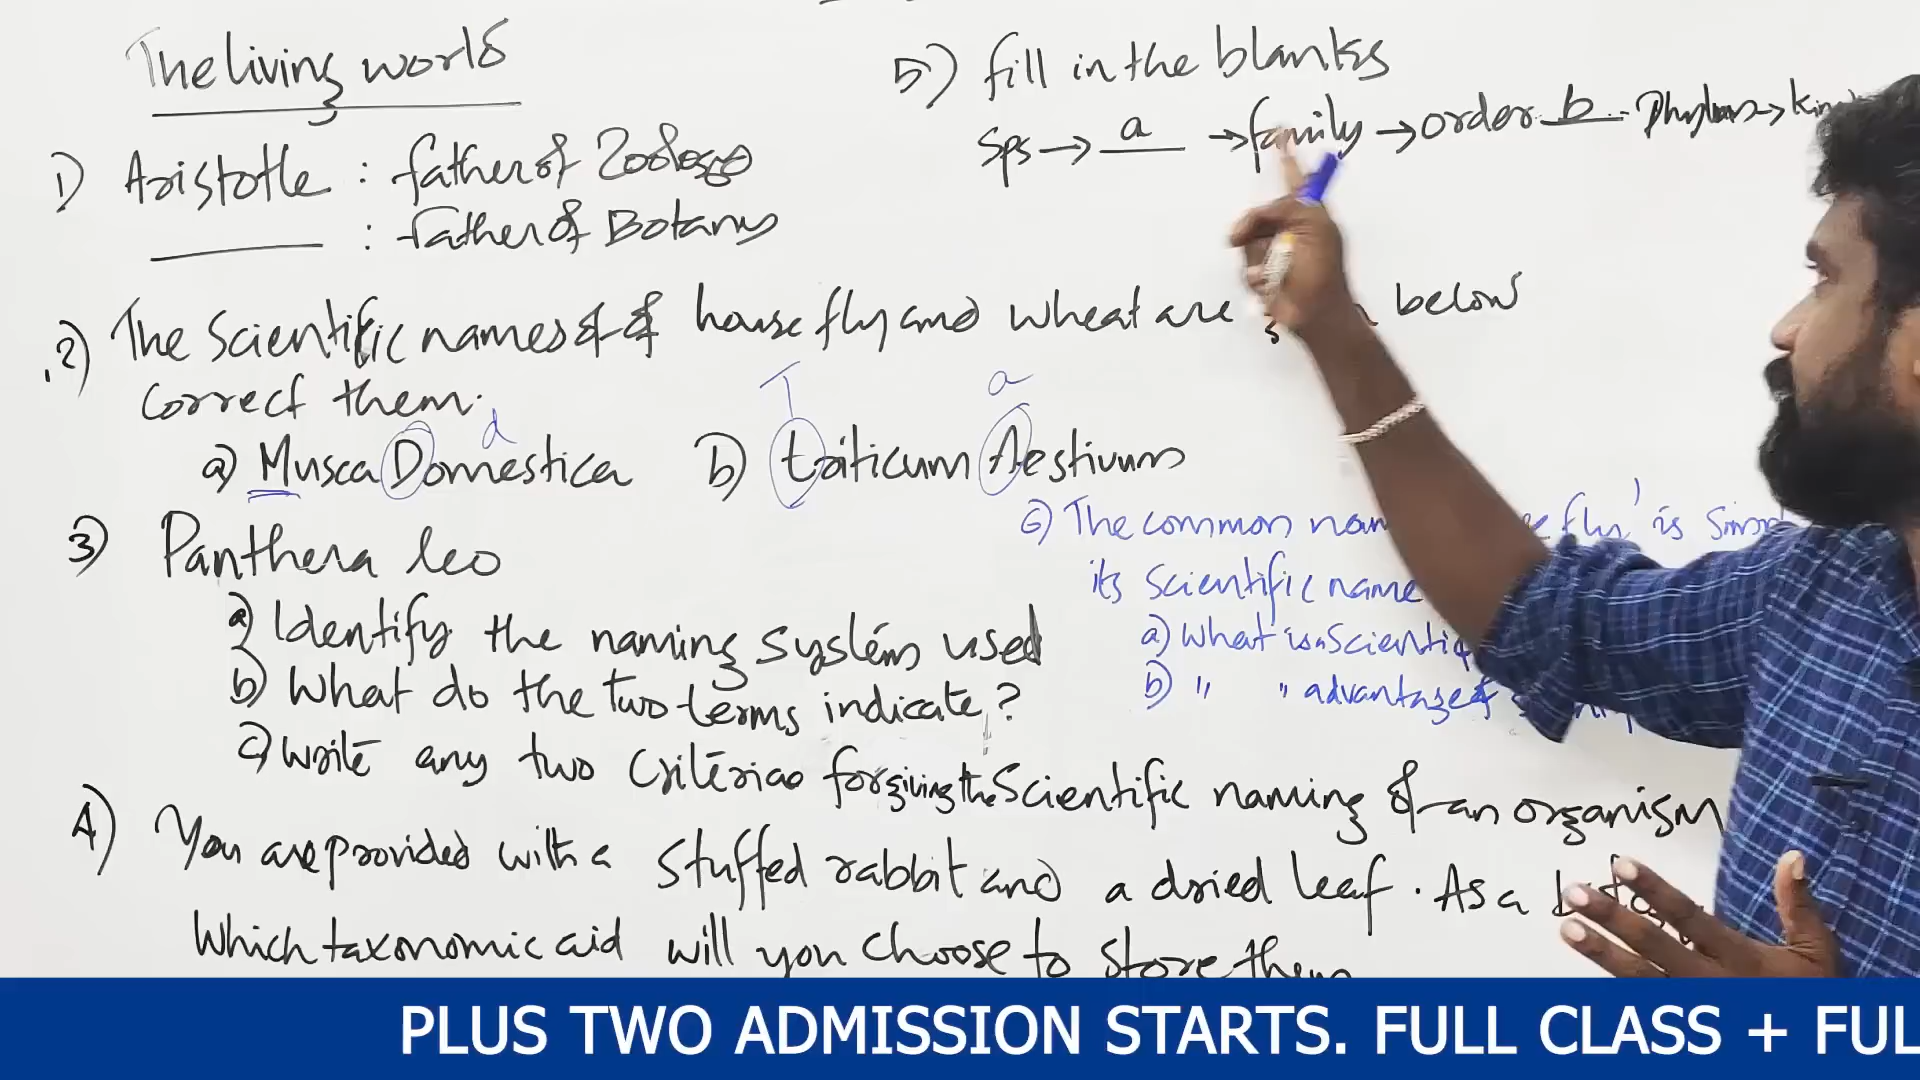 The living world
1) Aristotle : father of Zoology
______ : father of Botany
2) The scientific names of of house fly and wheat are below
correct them.
a) Musca Domestica b) triticum Aestivum
d T a
3) Panthera leo
a) Identify the naming system used
b) What do the two terms indicate?
c) write any two criteria for giving the scientific naming of an organism
4) You are provided with a stuffed rabbit and a dried leaf. As a
which taxonomic aid will you choose to store them
5) fill in the blanks
Sps → a → family → order b Phylum →
6) The common fly' is
its scientific name
a) What is
b) " " advantage of
PLUS TWO ADMISSION STARTS. FULL CLASS + FUL